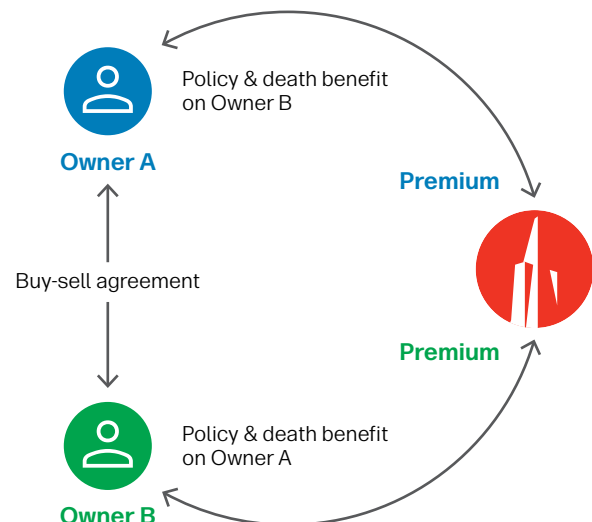 Policy & death benefit
on Owner B
Owner A
Premium
Buy-sell agreement
Premium
Policy & death benefit
on Owner A
Owner B